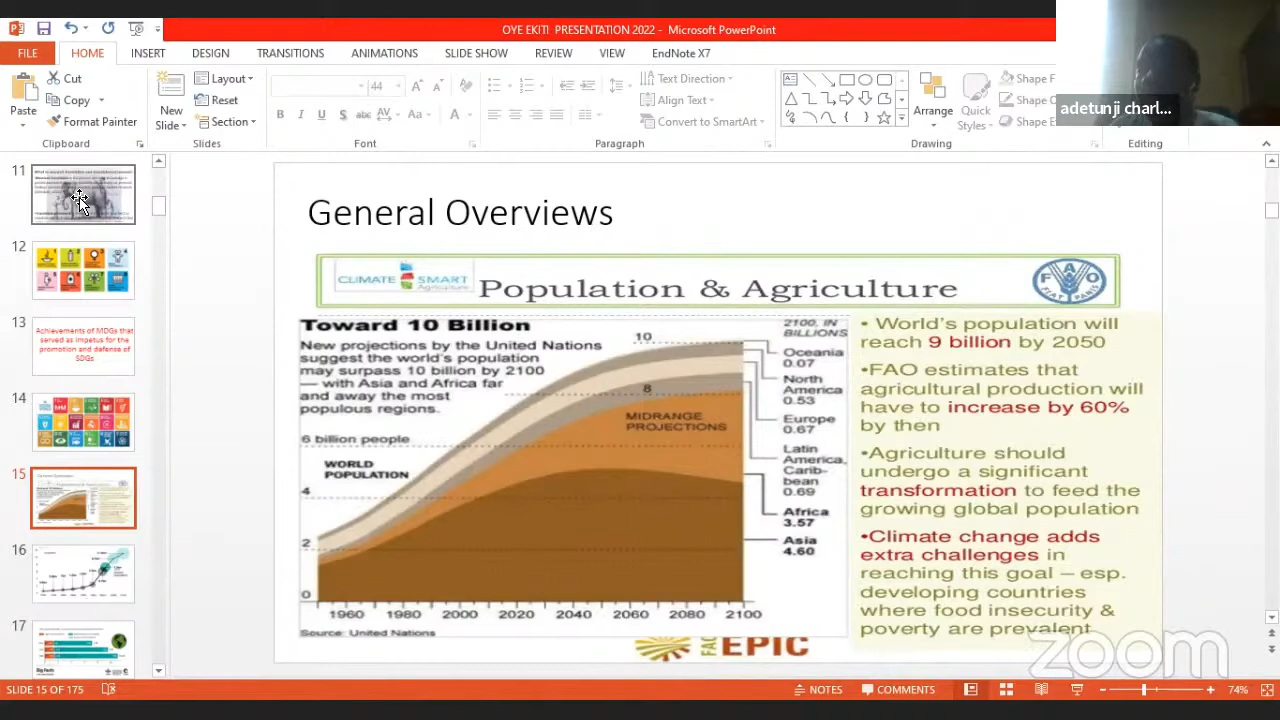 OYE EKITI PRESENTATION 2022 - Microsoft PowerPoint
FILE HOME INSERT DESIGN TRANSITIONS ANIMATIONS SLIDE SHOW REVIEW VIEW EndNote X7
Paste
Cut
Copy
Format Painter
Clipboard
New
Slide
Layout
Reset
Section
Slides
44
Font
Text Direction
Align Text
Convert to SmartArt
Paragraph
Arrange
Quick
Styles
Shape F
Shape O
Shape E
Drawing
Editing
adetunji charl...
11
12
13
Achievements of MDGs that
served as impetus for the
promotion and defense of
SDGs
14
15
16
17
General Overviews
CLIMATE SMART
Agriculture
Population & Agriculture
FAO
FIAT PANIS
Toward 10 Billion
New projections by the United Nations
suggest the world's population
may surpass 10 billion by 2100
— with Asia and Africa far
and away the most
populous regions.
6 billion people
WORLD
POPULATION
4
2
0
10
8
MIDRANGE
PROJECTIONS
1960 1980 2000 2020 2040 2060 2080 2100
Source: United Nations
2100, IN
BILLIONS
Oceania
0.07
North
America
0.53
Europe
0.67
Latin
America,
Carib-
bean
0.69
Africa
3.57
Asia
4.60
• World's population will
reach 9 billion by 2050
•FAO estimates that
agricultural production will
have to increase by 60%
by then
•Agriculture should
undergo a significant
transformation to feed the
growing global population
•Climate change adds
extra challenges in
reaching this goal – esp.
developing countries
where food insecurity &
poverty are prevalent
EPIC
zoom
SLIDE 15 OF 175
NOTES
COMMENTS
74%